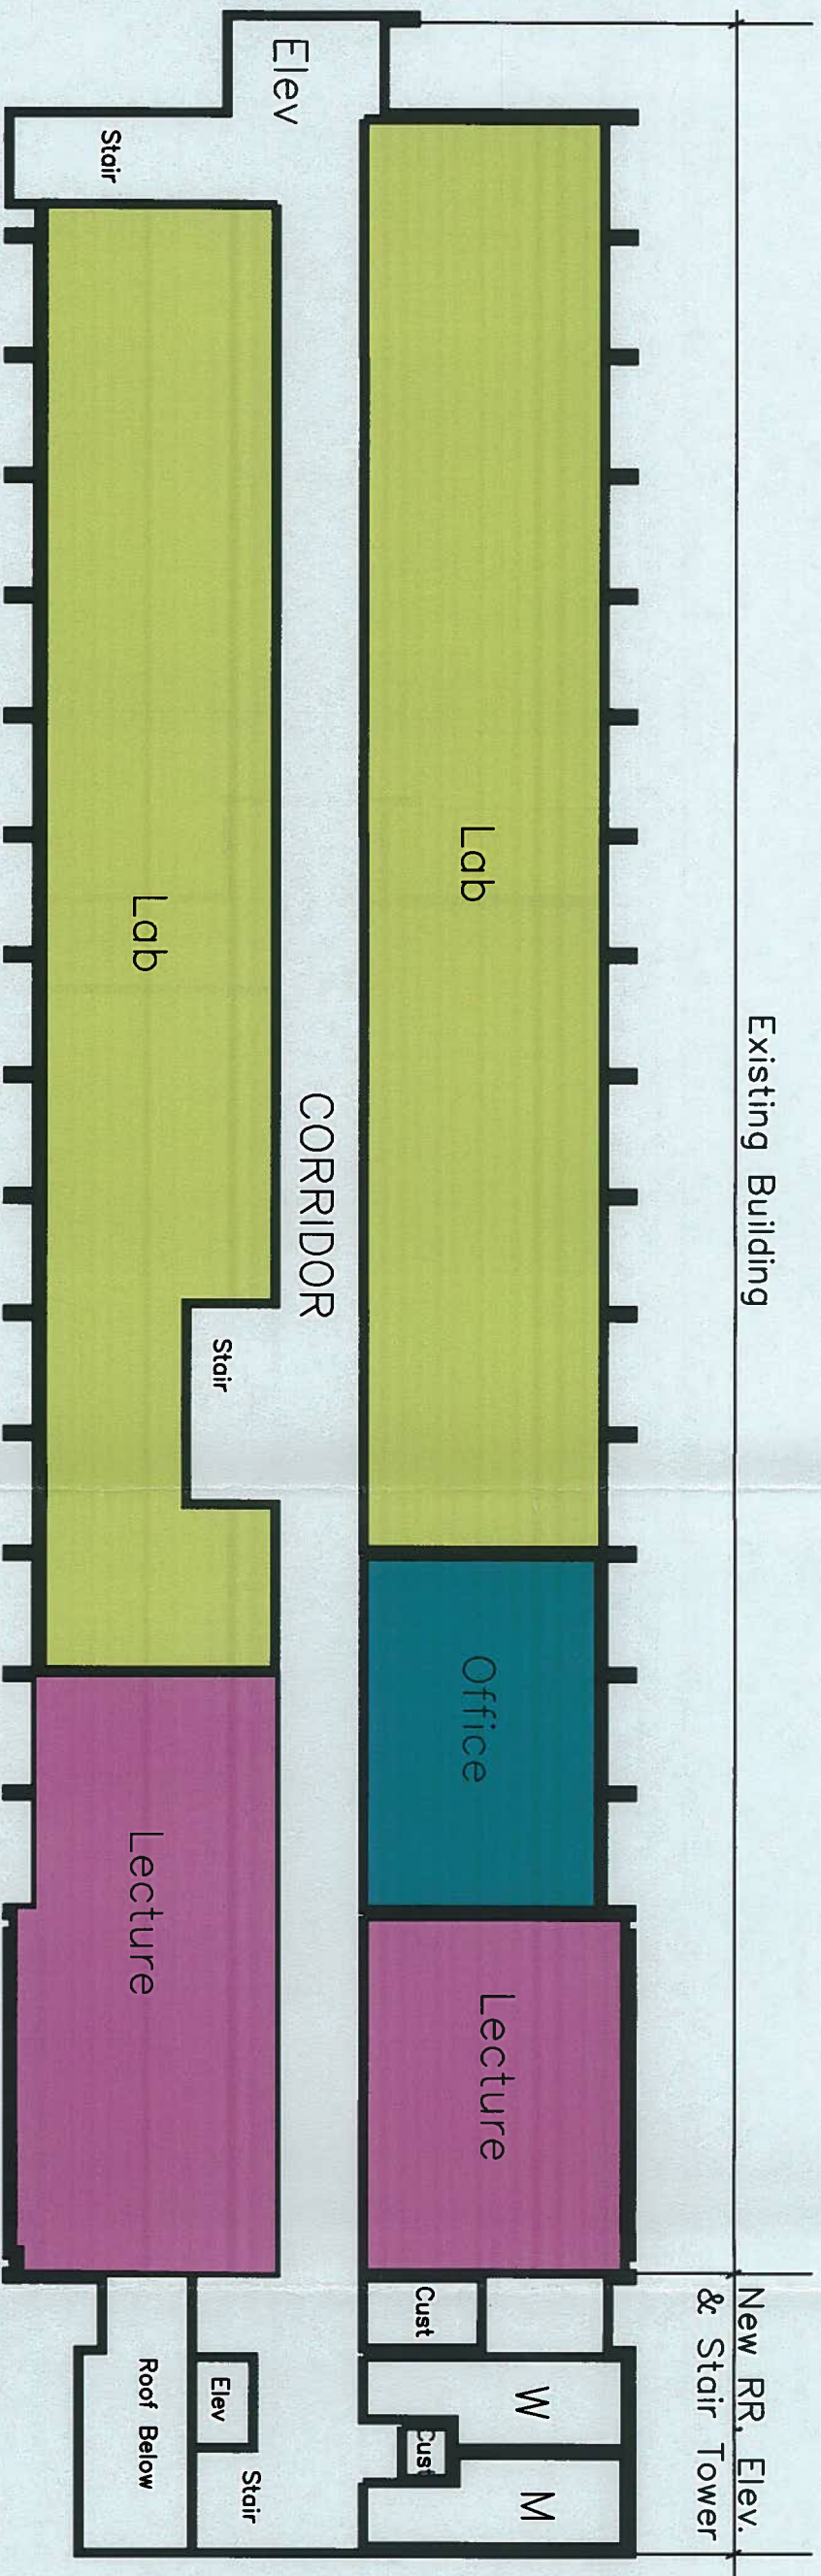 Existing Building
New RR, Elev.
& Stair Tower
Lab
Office
Lecture
Cust
W
M
Cust
CORRIDOR
Elev
Stair
Stair
Elev
Stair
Lab
Lecture
Roof Below